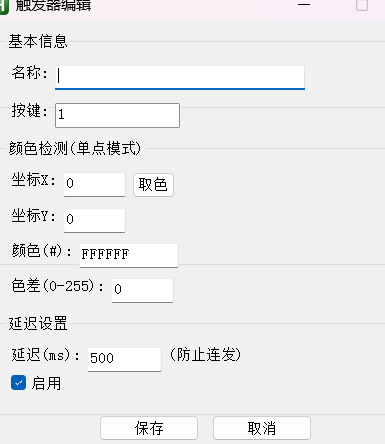 触发器编辑
基本信息
名称:
按键: 1
颜色检测(单点模式)
坐标X: 0 取色
坐标Y: 0
颜色(#): FFFFFF
色差(0-255): 0
延迟设置
延迟(ms): 500 (防止连发)
启用
保存 取消